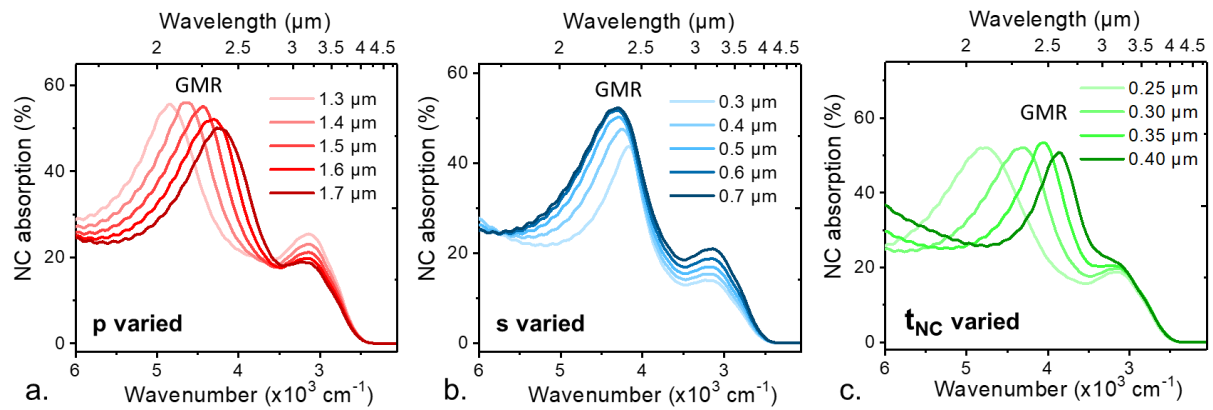 Wavelength (µm)
2 2.5 3 3.5 4 4.5
60
40
20
0
NC absorption (%)
GMR
1.3 µm
1.4 µm
1.5 µm
1.6 µm
1.7 µm
p varied
6 5 4 3
a.
Wavenumber (x10³ cm⁻¹)
Wavelength (µm)
2 2.5 3 3.5 4 4.5
60
40
20
0
NC absorption (%)
GMR
0.3 µm
0.4 µm
0.5 µm
0.6 µm
0.7 µm
s varied
6 5 4 3
b.
Wavenumber (x10³ cm⁻¹)
Wavelength (µm)
2 2.5 3 3.5 4 4.5
60
40
20
0
NC absorption (%)
GMR
0.25 µm
0.30 µm
0.35 µm
0.40 µm
tNC varied
6 5 4 3
c.
Wavenumber (x10³ cm⁻¹)